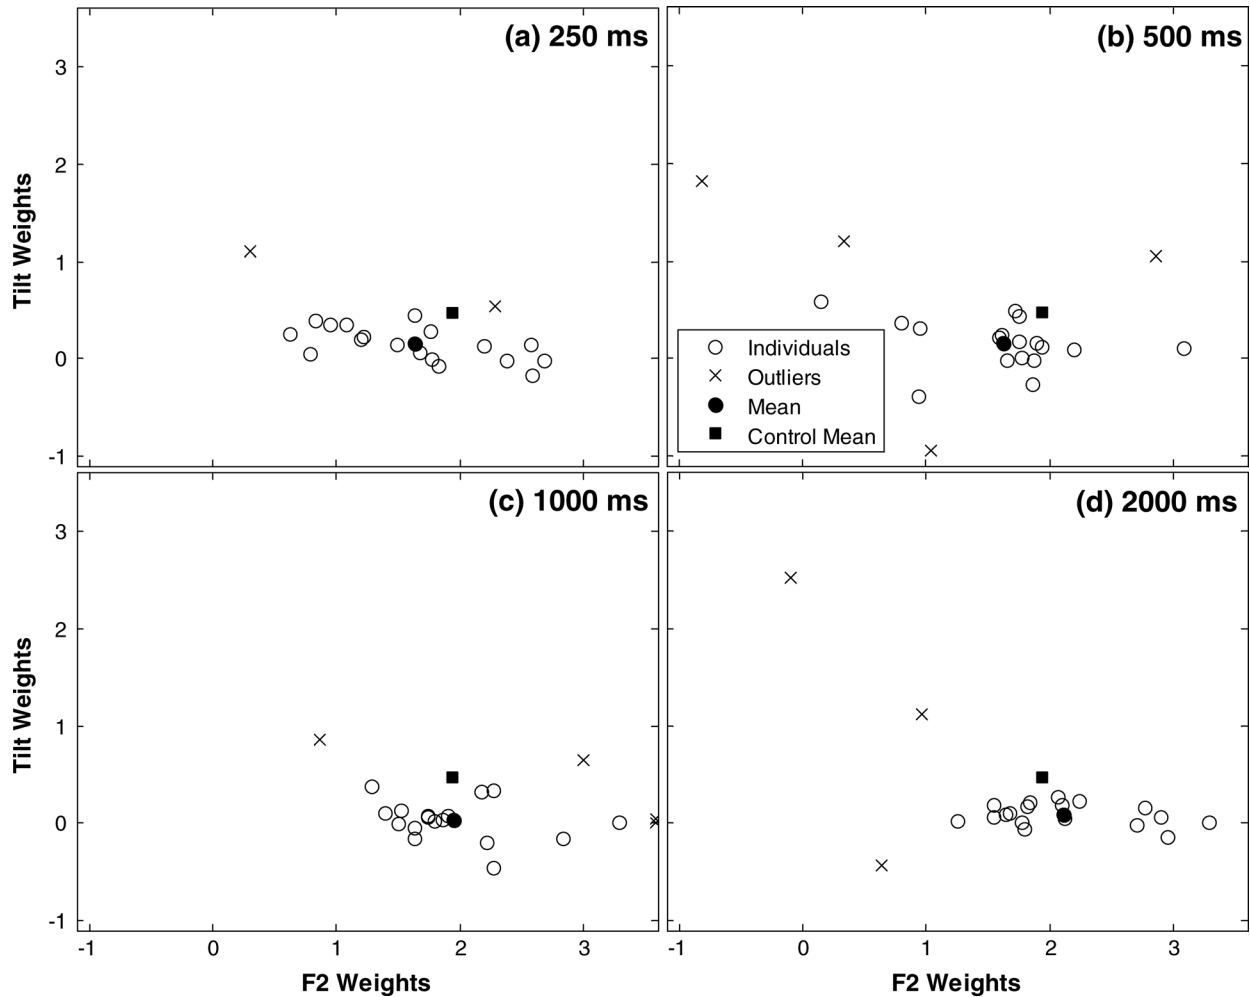 (a) 250 ms
(b) 500 ms
3
2
1
0
-1
Tilt Weights
Individuals
Outliers
Mean
Control Mean
(c) 1000 ms
(d) 2000 ms
3
2
1
0
-1
Tilt Weights
-1 0 1 2 3
-1 0 1 2 3
F2 Weights
F2 Weights